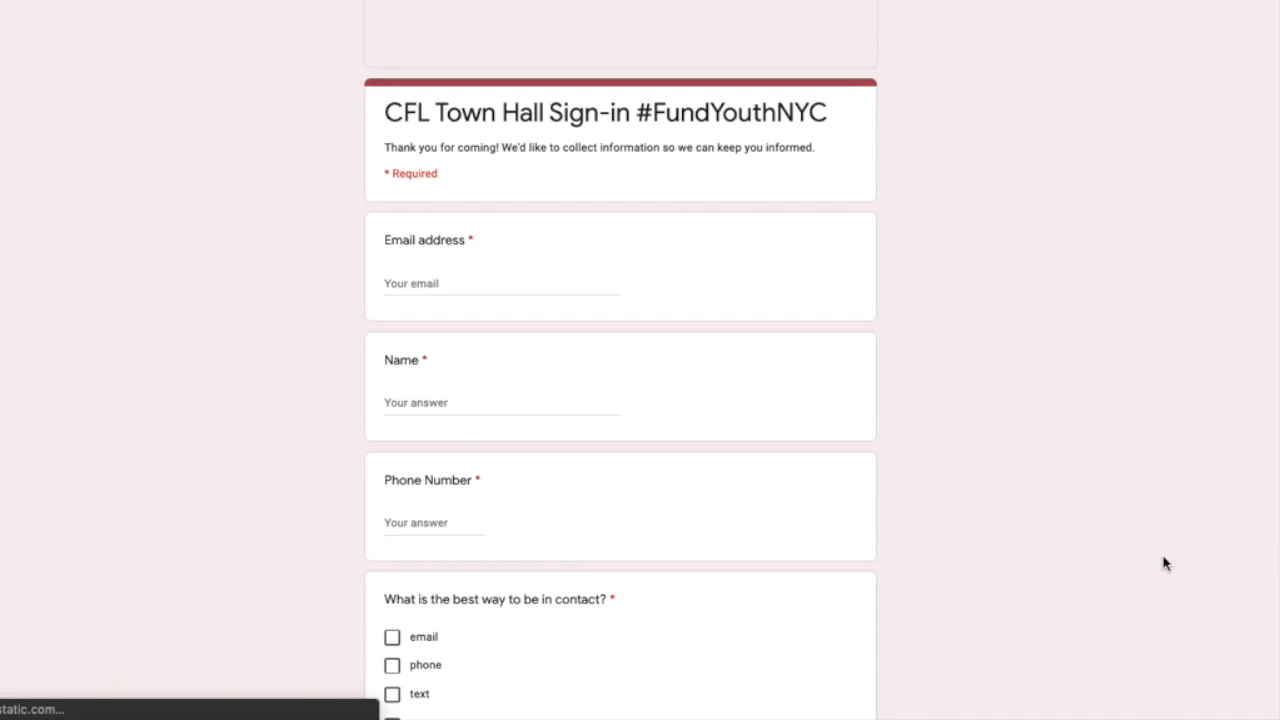 CFL Town Hall Sign-in #FundYouthNYC
Thank you for coming! We'd like to collect information so we can keep you informed.
* Required
Email address *
Your email
Name *
Your answer
Phone Number *
Your answer
What is the best way to be in contact? *
email
phone
text
static.com...